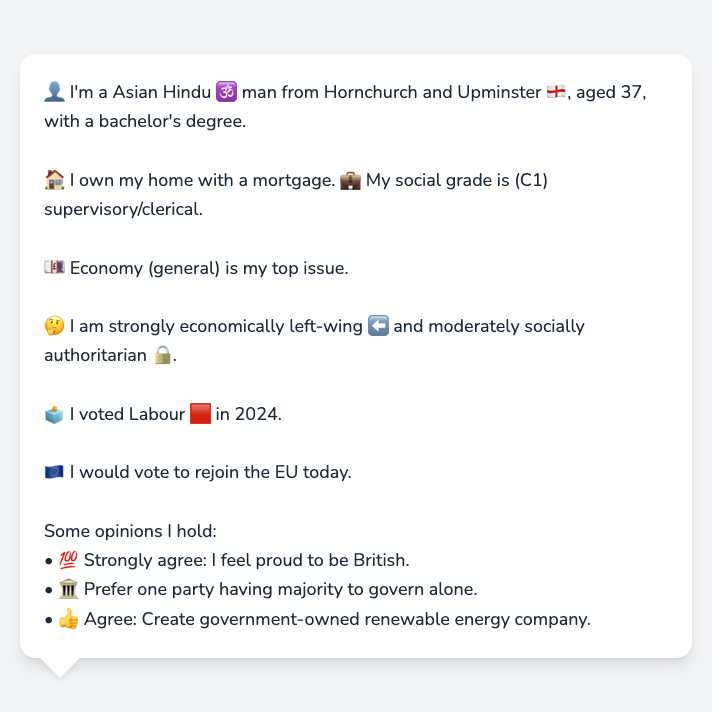 👤 I'm a Asian Hindu 🕉️ man from Hornchurch and Upminster 🏴󠁧󠁢󠁥󠁮󠁧󠁿, aged 37,
with a bachelor's degree.
🏠 I own my home with a mortgage. 💼 My social grade is (C1)
supervisory/clerical.
💷 Economy (general) is my top issue.
🤔 I am strongly economically left-wing ⬅️ and moderately socially
authoritarian 🔒.
🗳️ I voted Labour 🟥 in 2024.
🇪🇺 I would vote to rejoin the EU today.
Some opinions I hold:
• 💯 Strongly agree: I feel proud to be British.
• 🏛️ Prefer one party having majority to govern alone.
• 👍 Agree: Create government-owned renewable energy company.